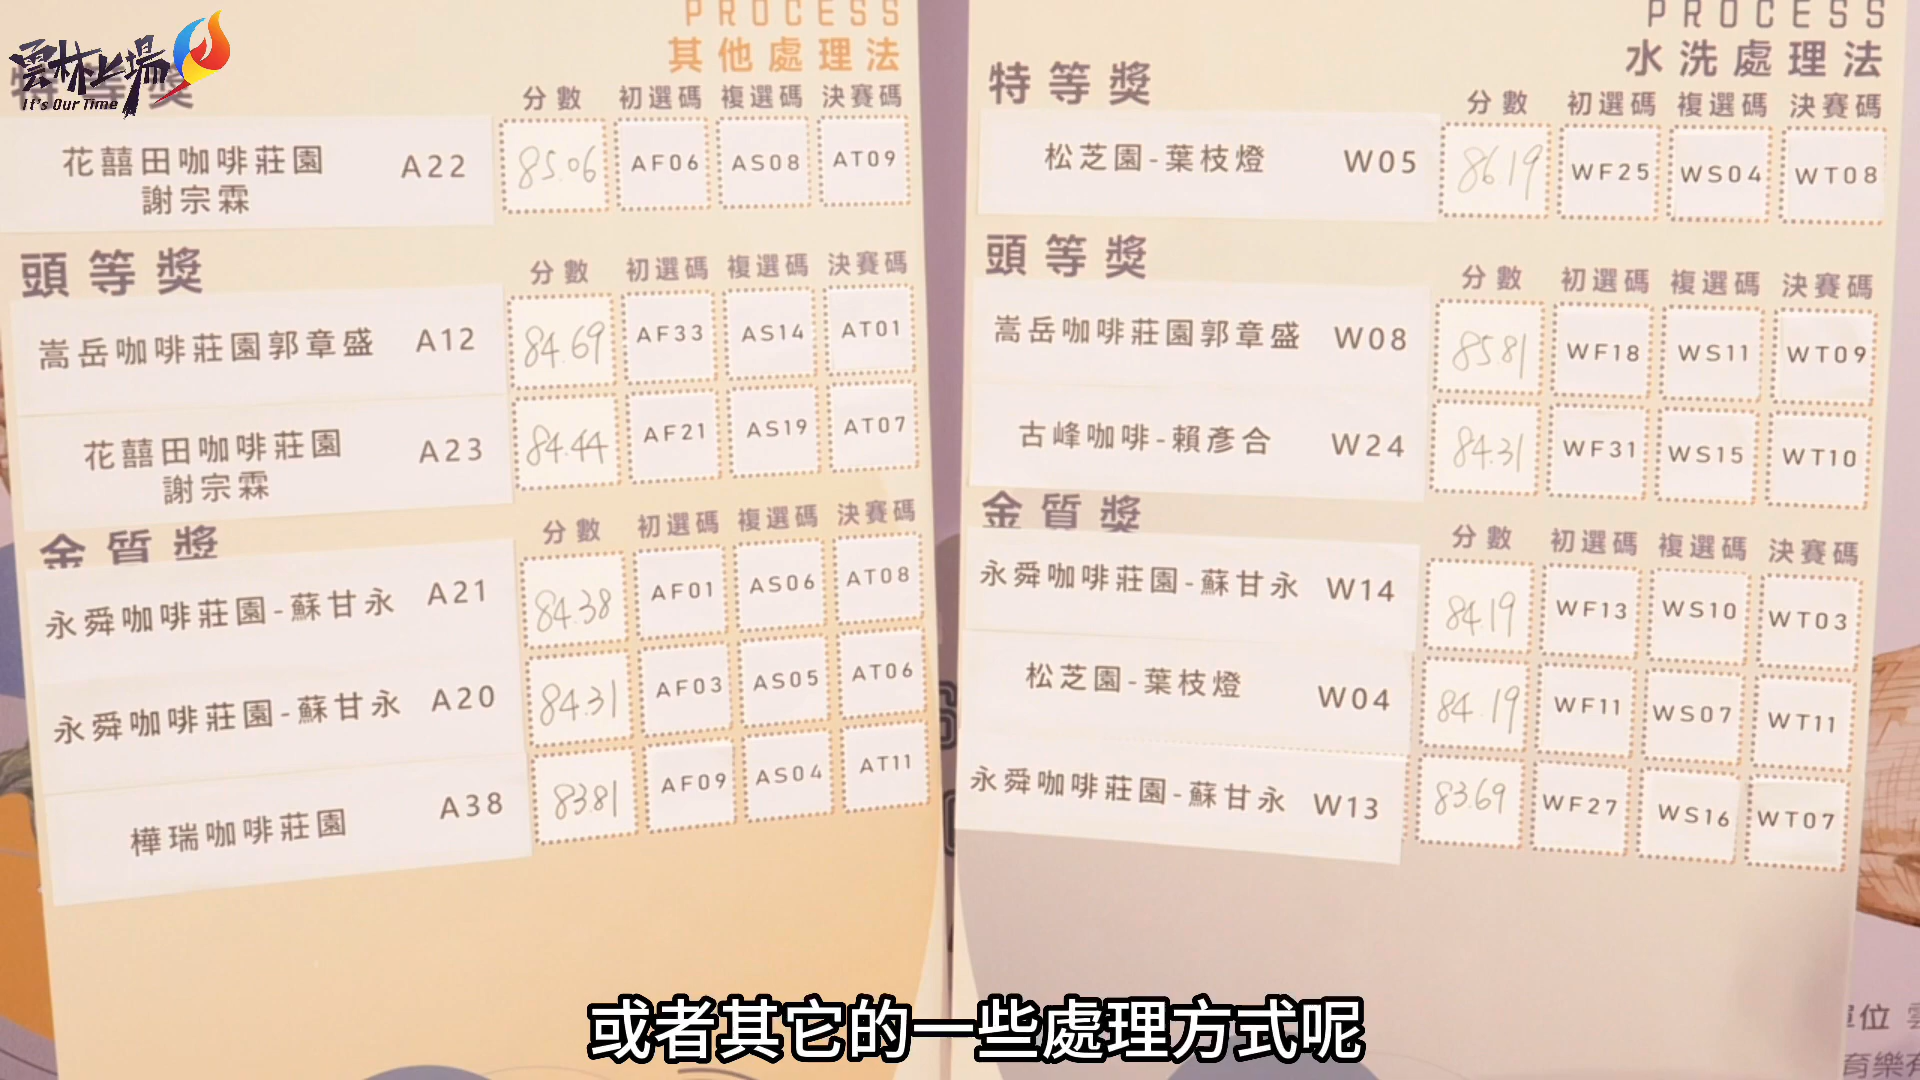 雲林上場
It's Our Time
PROCESS
其他處理法
特等獎
分數 初選碼 複選碼 決賽碼
花囍田咖啡莊園
謝宗霖
A22 85.06 AF06 AS08 AT09
頭等獎
分數 初選碼 複選碼 決賽碼
嵩岳咖啡莊園郭章盛 A12 84.69 AF33 AS14 AT01
花囍田咖啡莊園
謝宗霖
A23 84.44 AF21 AS19 AT07
金質獎
分數 初選碼 複選碼 決賽碼
永舜咖啡莊園-蘇甘永 A21 84.38 AF01 AS06 AT08
永舜咖啡莊園-蘇甘永 A20 84.31 AF03 AS05 AT06
樺瑞咖啡莊園 A38 83.81 AF09 AS04 AT11
PROCESS
水洗處理法
特等獎
分數 初選碼 複選碼 決賽碼
松芝園-葉枝燈 W05 86.19 WF25 WS04 WT08
頭等獎
分數 初選碼 複選碼 決賽碼
嵩岳咖啡莊園郭章盛 W08 85.81 WF18 WS11 WT09
古峰咖啡-賴彥合 W24 84.31 WF31 WS15 WT10
金質獎
分數 初選碼 複選碼 決賽碼
永舜咖啡莊園-蘇甘永 W14 84.19 WF13 WS10 WT03
松芝園-葉枝燈 W04 84.19 WF11 WS07 WT11
永舜咖啡莊園-蘇甘永 W13 83.69 WF27 WS16 WT07
或者其它的一些處理方式呢